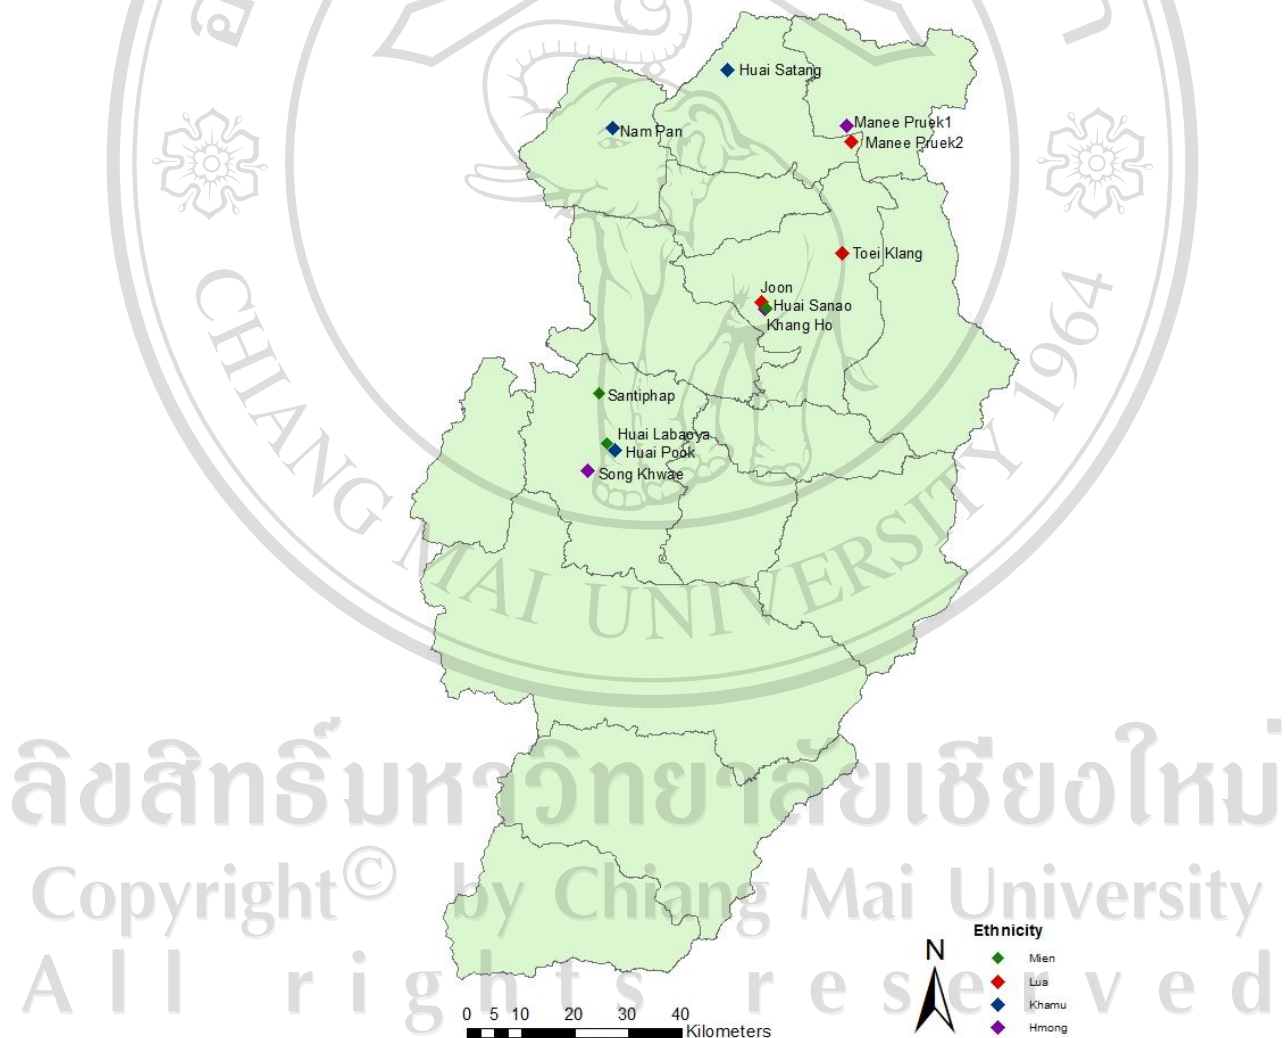 Huai Satang
Manee Pruek1
Nam Pan
Manee Pruek2
Toei Klang
Joon
Huai Sanao
Khang Ho
Santiphap
Huai Labaoya
Huai Pook
Song Khwae
CHIANG MAI UNIVERSITY 1964
ลิขสิทธิ์มหาวิทยาลัยเชียงใหม่
Copyright© by Chiang Mai University
All rights reserved
Ethnicity
Mien
Lua
Khamu
Hmong
N
0 5 10 20 30 40
Kilometers